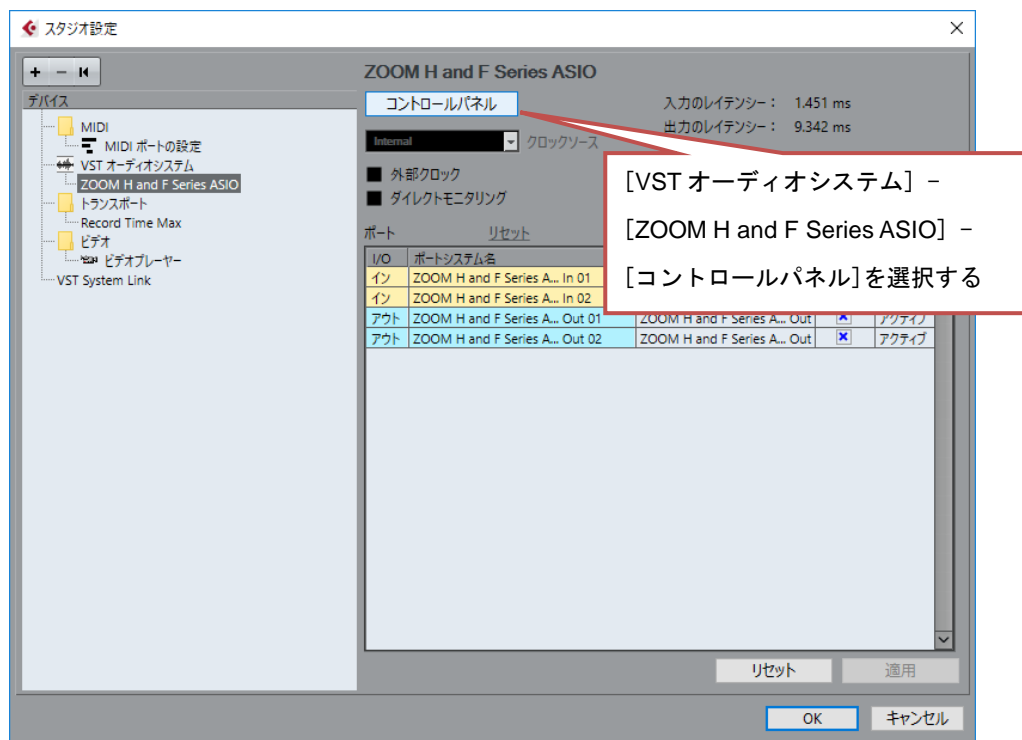 スタジオ設定
+ - 
デバイス
MIDI
MIDI ポートの設定
VST オーディオシステム
ZOOM H and F Series ASIO
トランスポート
Record Time Max
ビデオ
ビデオプレーヤー
VST System Link
ZOOM H and F Series ASIO
コントロールパネル
入力のレイテンシー： 1.451 ms
出力のレイテンシー： 9.342 ms
Internal クロックソース
外部クロック
ダイレクトモニタリング
ポート リセット
I/O ポートシステム名
イン ZOOM H and F Series A... In 01
イン ZOOM H and F Series A... In 02
アウト ZOOM H and F Series A... Out 01 ZOOM H and F Series A... Out アクティブ
アウト ZOOM H and F Series A... Out 02 ZOOM H and F Series A... Out アクティブ
[VST オーディオシステム] -
[ZOOM H and F Series ASIO] -
[コントロールパネル]を選択する
リセット 適用
OK キャンセル